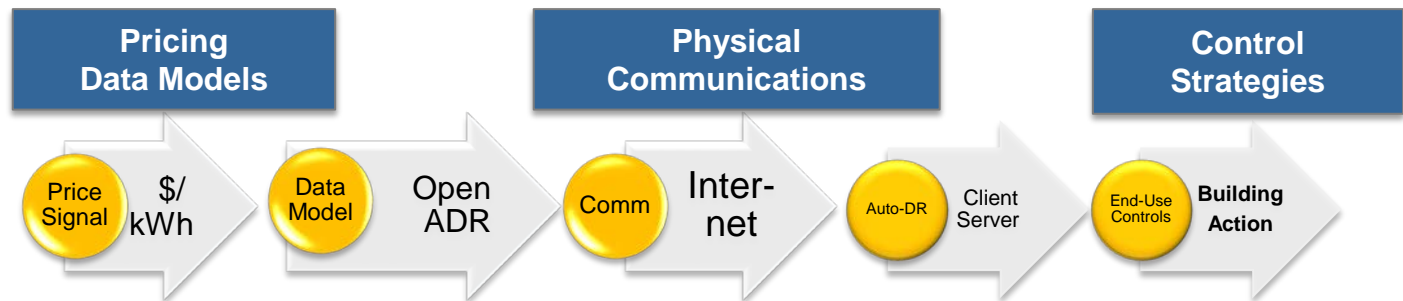 Pricing
Data Models
Physical
Communications
Control
Strategies
Price
Signal
$/
kWh
Data
Model
Open
ADR
Comm
Inter-
net
Auto-DR
Client
Server
End-Use
Controls
Building
Action